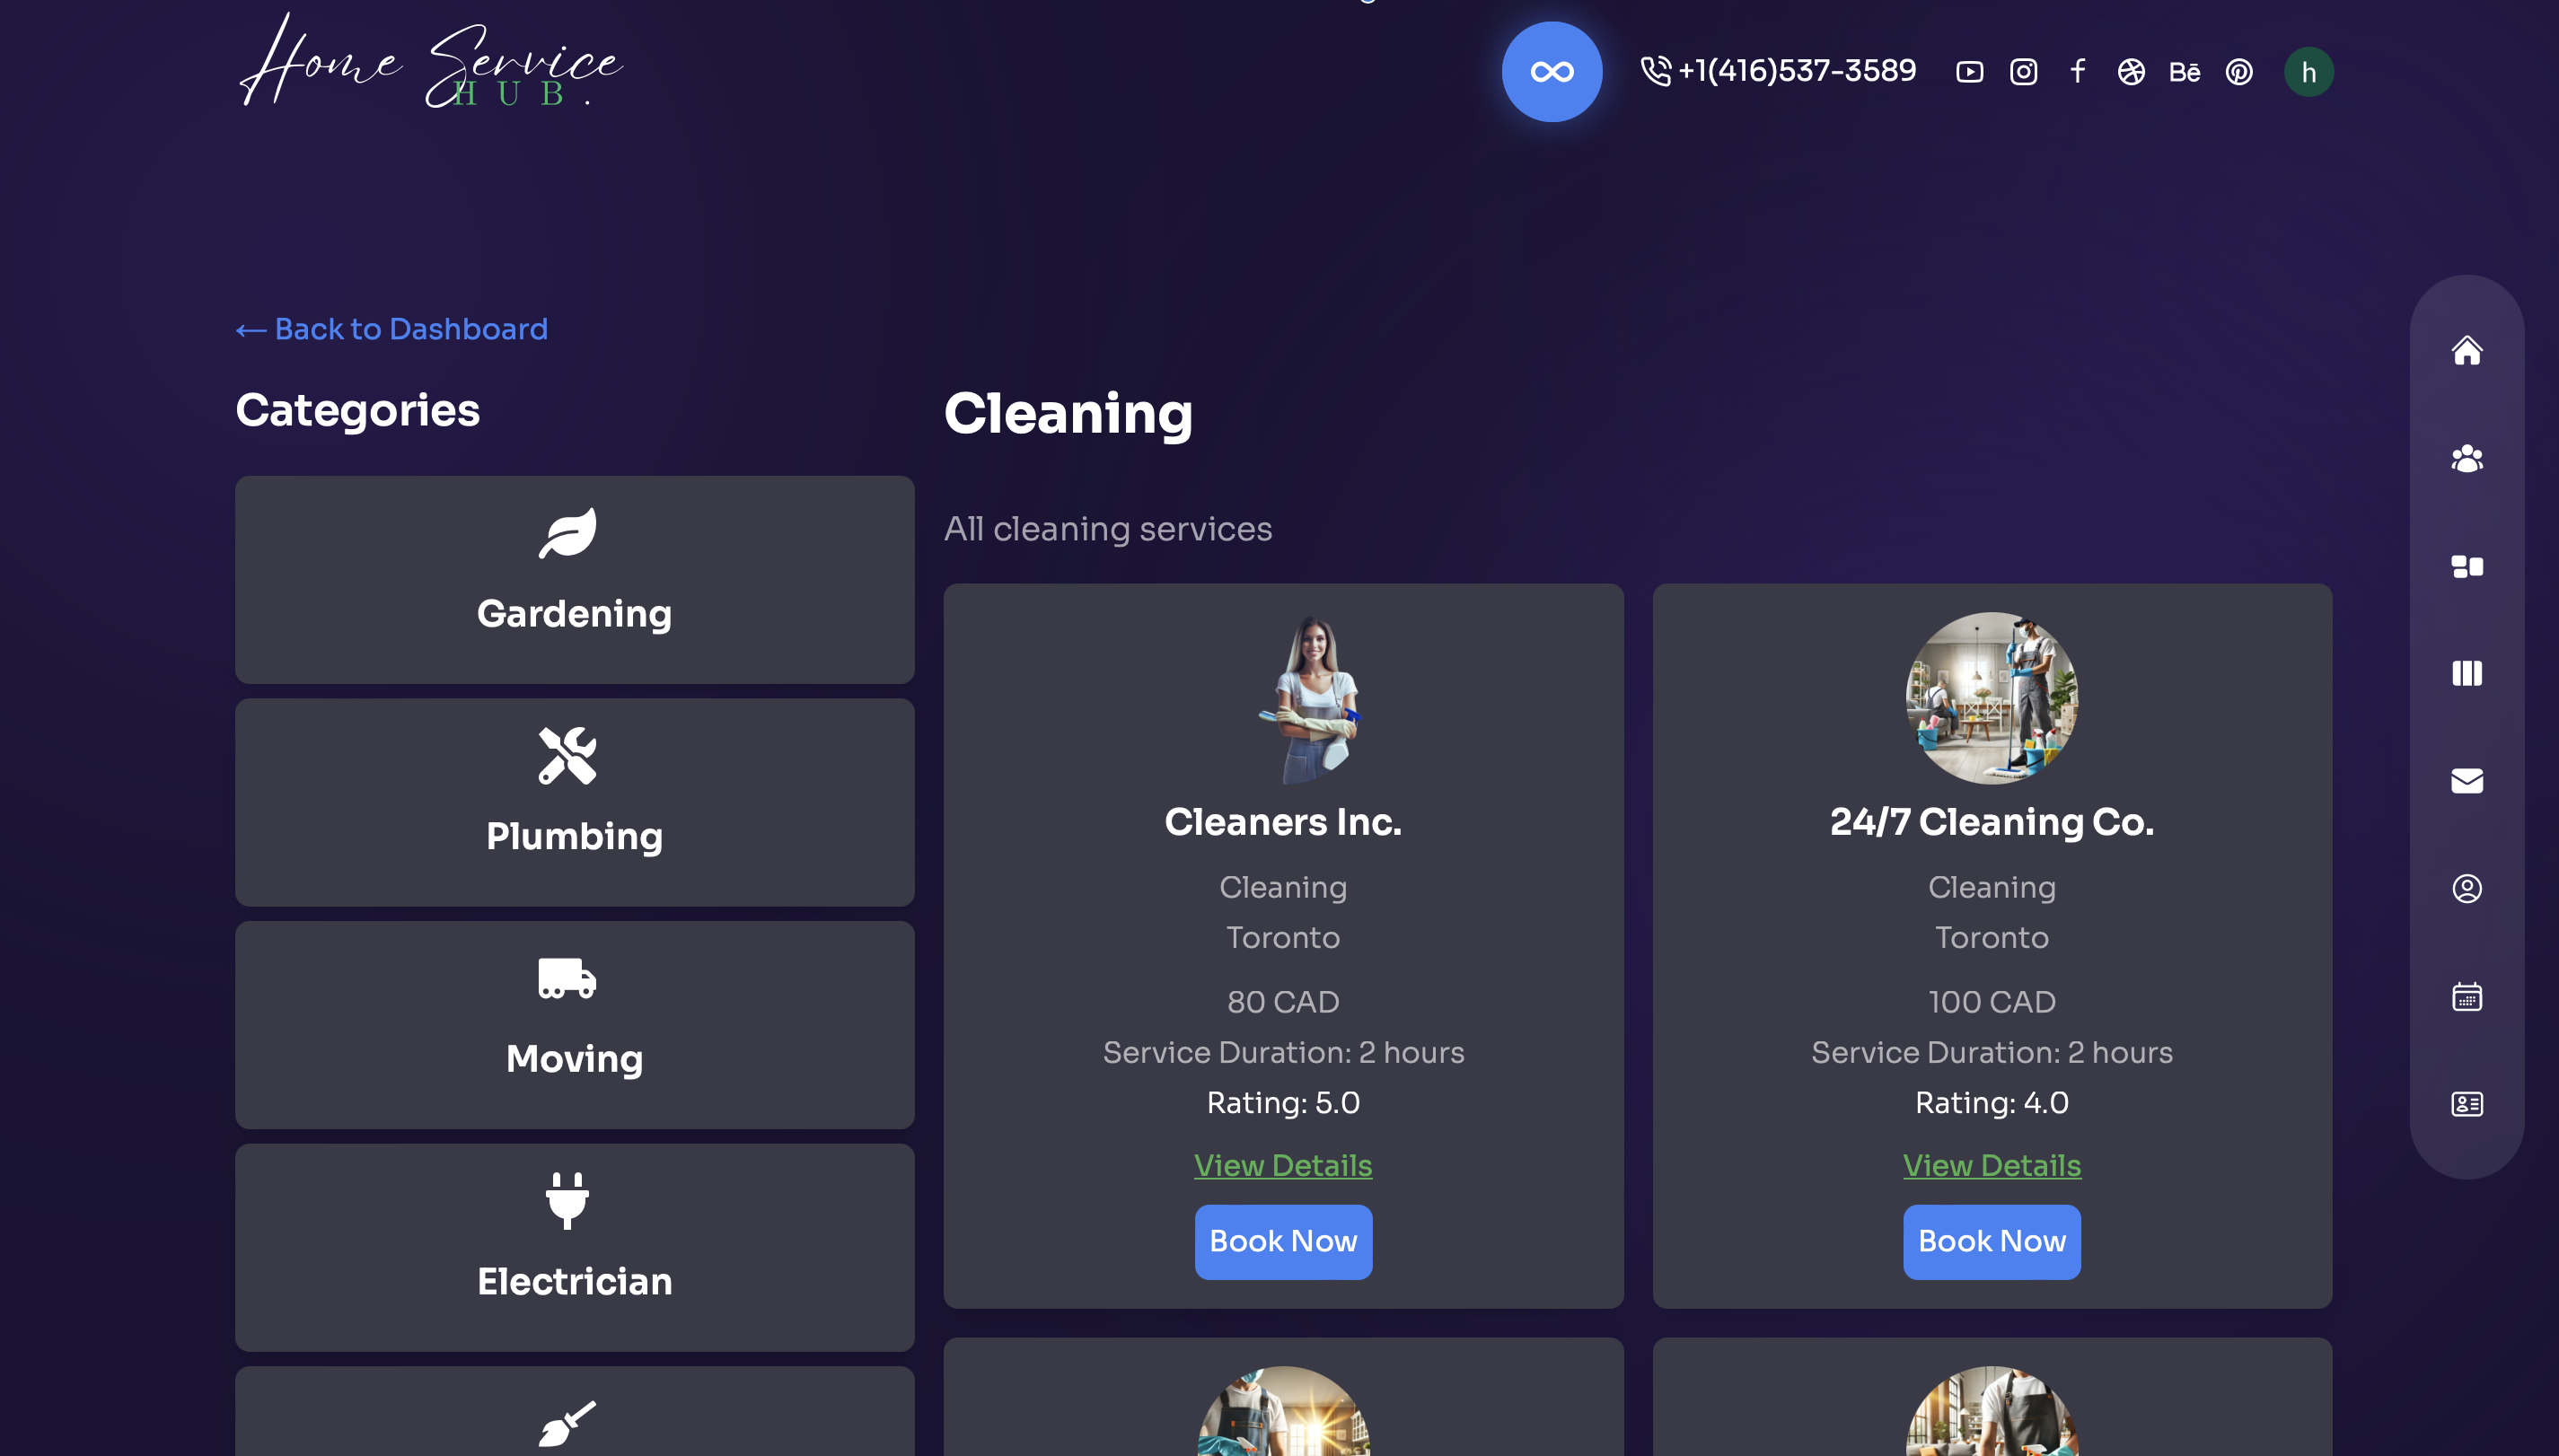 Home Service
HUB.
+1(416)537-3589
Bē
h
← Back to Dashboard
Categories
Gardening
Plumbing
Moving
Electrician
Cleaning
All cleaning services
Cleaners Inc.
Cleaning
Toronto
80 CAD
Service Duration: 2 hours
Rating: 5.0
View Details
Book Now
24/7 Cleaning Co.
Cleaning
Toronto
100 CAD
Service Duration: 2 hours
Rating: 4.0
View Details
Book Now